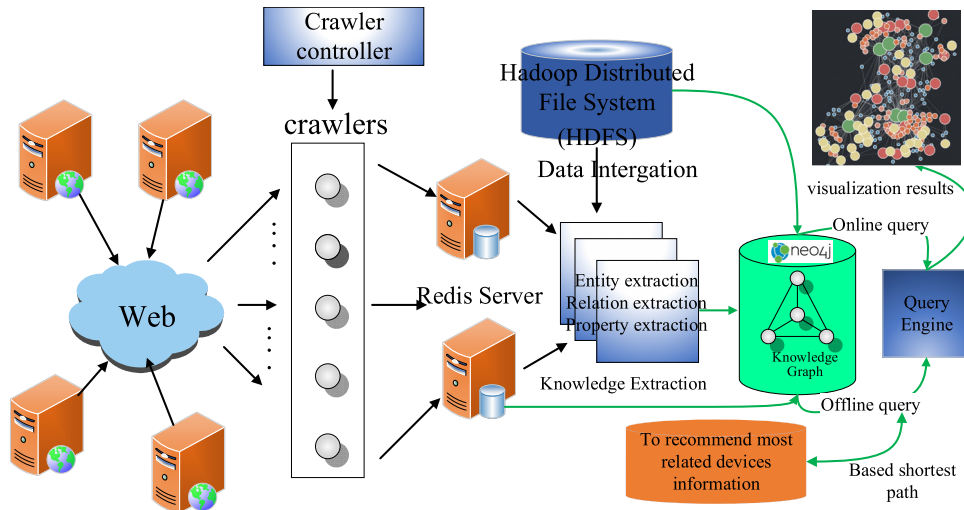 Crawler
controller
Hadoop Distributed
File System
(HDFS)
Data Intergation
crawlers
visualization results
Online query
neo4j
Web
Redis Server
Entity extraction
Relation extraction
Property extraction
Query
Engine
Knowledge
Graph
Knowledge Extraction
Offline query
To recommend most
related devices
information
Based shortest
path